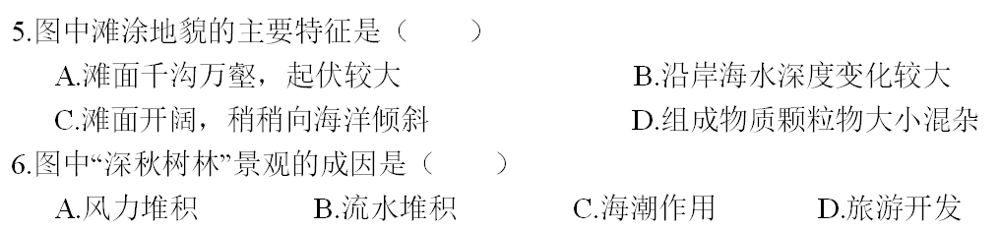 5.图中滩涂地貌的主要特征是（　　）
A.滩面千沟万壑，起伏较大　　B.沿岸海水深度变化较大
C.滩面开阔，稍稍向海洋倾斜　　D.组成物质颗粒物大小混杂
6.图中“深秋树林”景观的成因是（　　）
A.风力堆积　　B.流水堆积　　C.海潮作用　　D.旅游开发